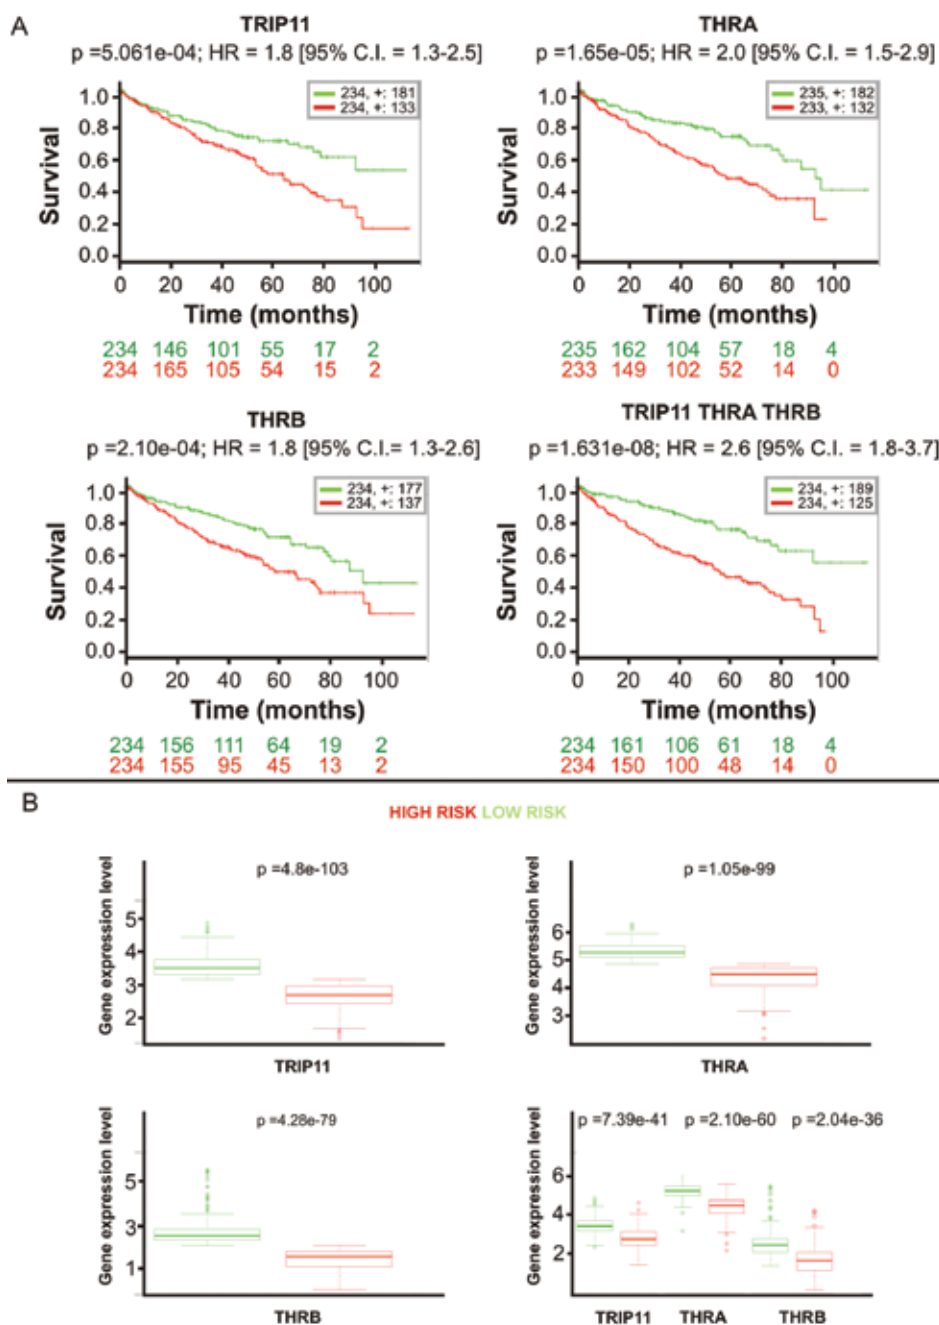 A
TRIP11
p =5.061e-04; HR = 1.8 [95% C.I. = 1.3-2.5]
234, +: 181
234, +: 133
Survival
1.0
0.8
0.6
0.4
0.2
0.0
0 20 40 60 80 100
Time (months)
234 146 101 55 17 2
234 165 105 54 15 2
THRA
p =1.65e-05; HR = 2.0 [95% C.I. = 1.5-2.9]
235, +: 182
233, +: 132
Survival
1.0
0.8
0.6
0.4
0.2
0.0
0 20 40 60 80 100
Time (months)
235 162 104 57 18 4
233 149 102 52 14 0
THRB
p =2.10e-04; HR = 1.8 [95% C.I.= 1.3-2.6]
234, +: 177
234, +: 137
Survival
1.0
0.8
0.6
0.4
0.2
0.0
0 20 40 60 80 100
Time (months)
234 156 111 64 19 2
234 155 95 45 13 2
TRIP11 THRA THRB
p =1.631e-08; HR = 2.6 [95% C.I. = 1.8-3.7]
234, +: 189
234, +: 125
Survival
1.0
0.8
0.6
0.4
0.2
0.0
0 20 40 60 80 100
Time (months)
234 161 106 61 18 4
234 150 100 48 14 0
B
HIGH RISK LOW RISK
p =4.8e-103
Gene expression level
5
4
3
2
TRIP11
p =1.05e-99
Gene expression level
6
5
4
3
THRA
p =4.28e-79
Gene expression level
5
3
1
THRB
p =7.39e-41 p =2.10e-60 p =2.04e-36
Gene expression level
6
4
2
TRIP11 THRA THRB